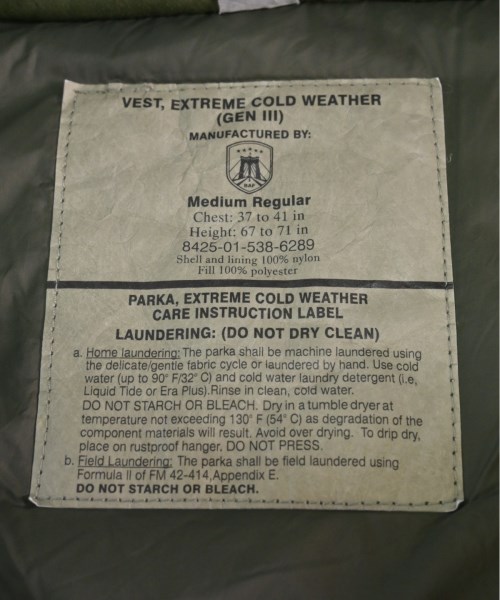 VEST, EXTREME COLD WEATHER
(GEN III)
MANUFACTURED BY:
Medium Regular
Chest: 37 to 41 in
Height: 67 to 71 in
8425-01-538-6289
Shell and lining 100% nylon
Fill 100% polyester
PARKA, EXTREME COLD WEATHER
CARE INSTRUCTION LABEL
LAUNDERING: (DO NOT DRY CLEAN)
a. Home laundering: The parka shall be machine laundered using
the delicate/gentle fabric cycle or laundered by hand. Use cold
water (up to 90° F/32° C) and cold water laundry detergent (i.e,
Liquid Tide or Era Plus).Rinse in clean, cold water.
DO NOT STARCH OR BLEACH. Dry in a tumble dryer at
temperature not exceeding 130° F (54° C) as degradation of the
component materials will result. Avoid over drying. To drip dry,
place on rustproof hanger. DO NOT PRESS.
b. Field Laundering: The parka shall be field laundered using
Formula II of FM 42-414,Appendix E.
DO NOT STARCH OR BLEACH.